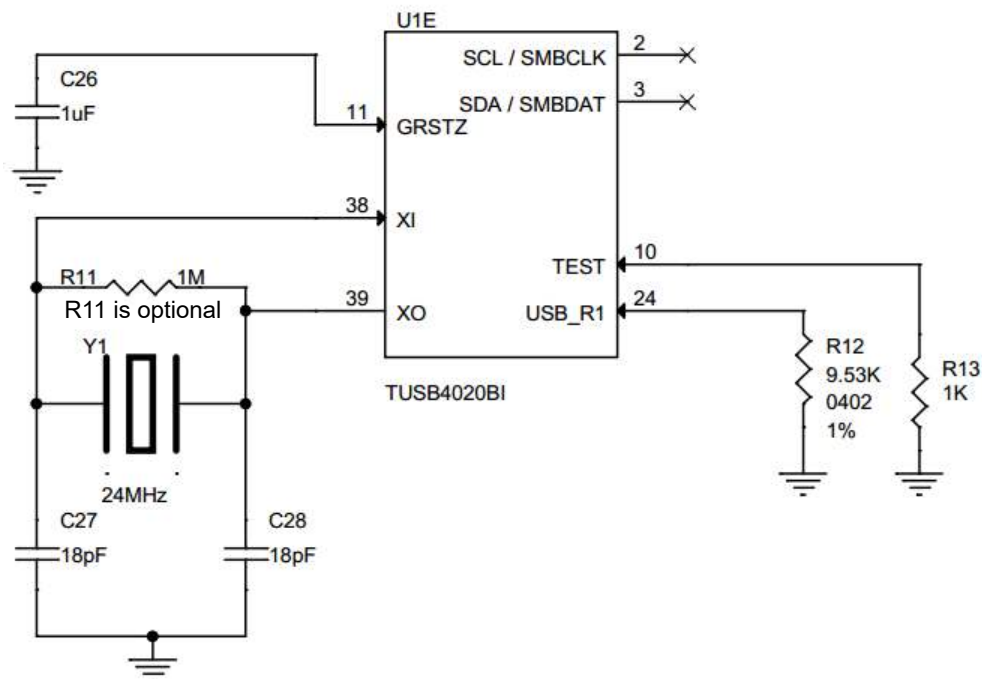 U1E
SCL / SMBCLK
2
SDA / SMBDAT
3
C26
1uF
11
GRSTZ
38
XI
R11
1M
R11 is optional
39
XO
TEST
10
USB_R1
24
Y1
24MHz
C27
18pF
C28
18pF
TUSB4020BI
R12
9.53K
0402
1%
R13
1K